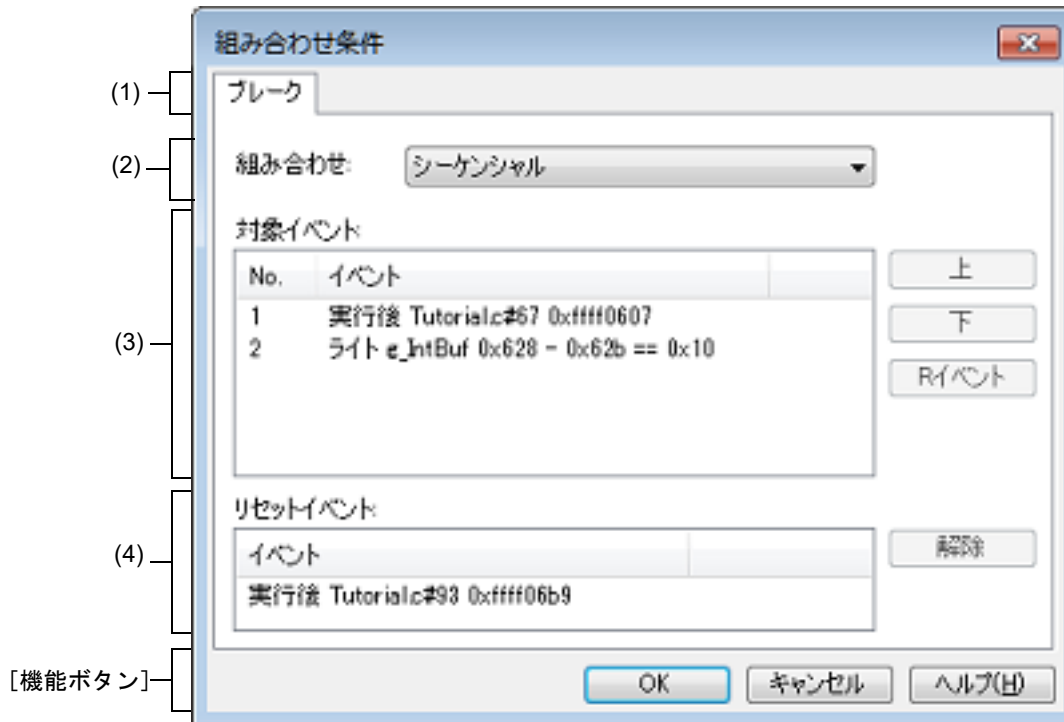 組み合わせ条件
(1)
ブレーク
(2)
組み合わせ:
シーケンシャル
(3)
対象イベント:
No. イベント
1 実行後 Tutorial.c#67 0xffff0607
2 ライト g_IntBuf 0x628 - 0x62b == 0x10
上
下
Rイベント
(4)
リセットイベント:
イベント
実行後 Tutorial.c#93 0xffff06b9
解除
[機能ボタン]
OK
キャンセル
ヘルプ(H)